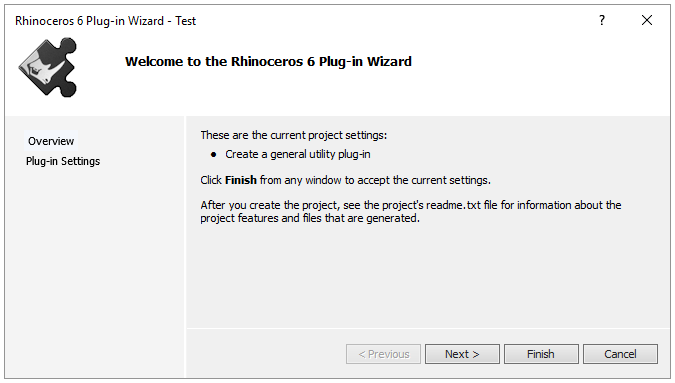 Rhinoceros 6 Plug-in Wizard - Test
?
Welcome to the Rhinoceros 6 Plug-in Wizard
Overview
Plug-in Settings
These are the current project settings:
• Create a general utility plug-in
Click Finish from any window to accept the current settings.
After you create the project, see the project's readme.txt file for information about the
project features and files that are generated.
< Previous
Next >
Finish
Cancel